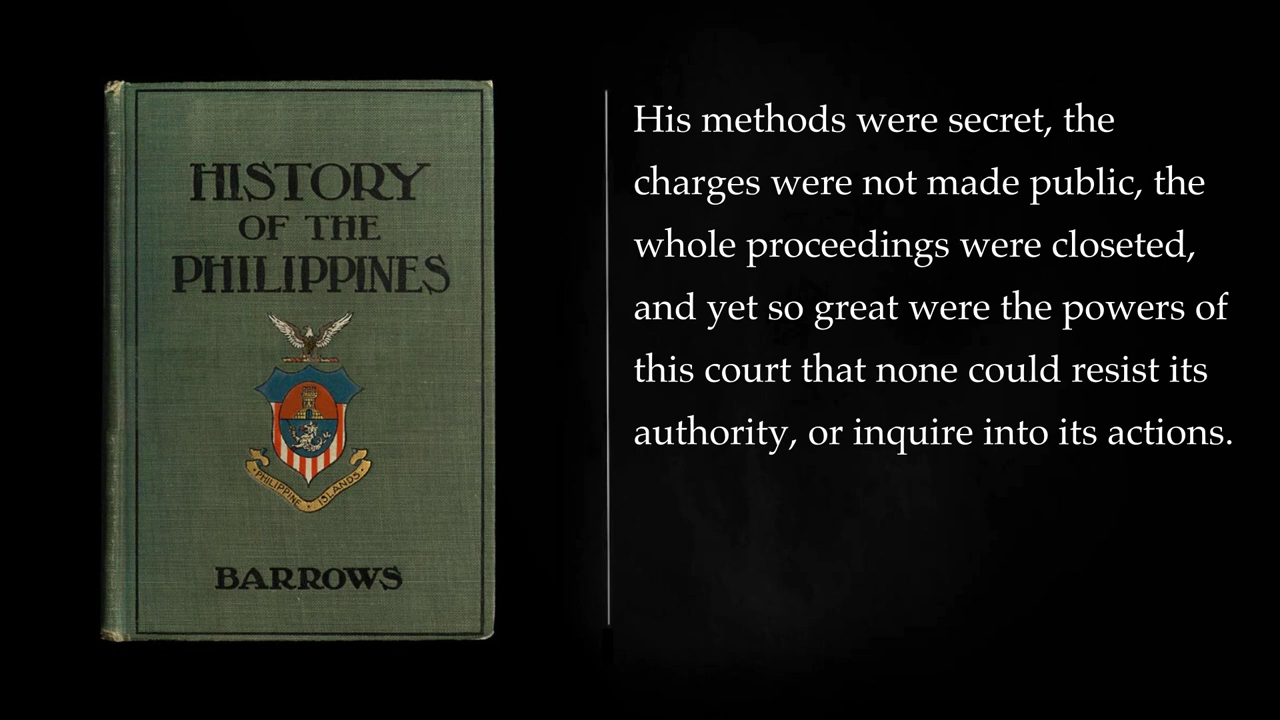 HISTORY
OF THE
PHILIPPINES
PHILIPPINE ISLANDS
BARROWS
His methods were secret, the
charges were not made public, the
whole proceedings were closeted,
and yet so great were the powers of
this court that none could resist its
authority, or inquire into its actions.